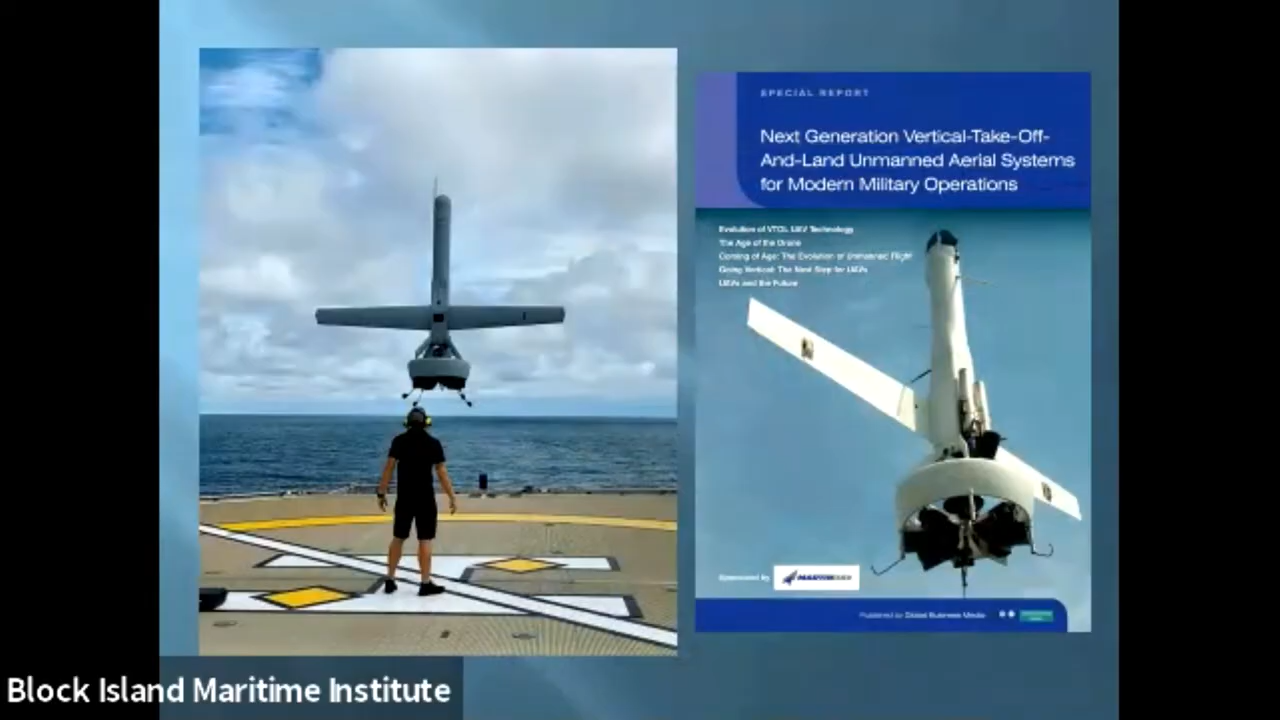 SPECIAL REPORT
Next Generation Vertical-Take-Off-
And-Land Unmanned Aerial Systems
for Modern Military Operations
Evolution of VTOL UAV Technology
The Age of the Drone
Coming of Age: The Evolution of Unmanned Flight
Going Vertical: The Next Step for UAVs
UAVs and the Future
Sponsored by
MARTINUAV
Published by Global Business Media
Block Island Maritime Institute